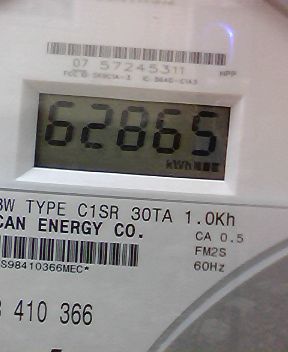 07 57245311
HPP
62865
kWh
3W TYPE C1SR 30TA 1.0Kh
CAN ENERGY CO.
CA 0.5
FM2S
S98410366MEC*
60Hz
410 366